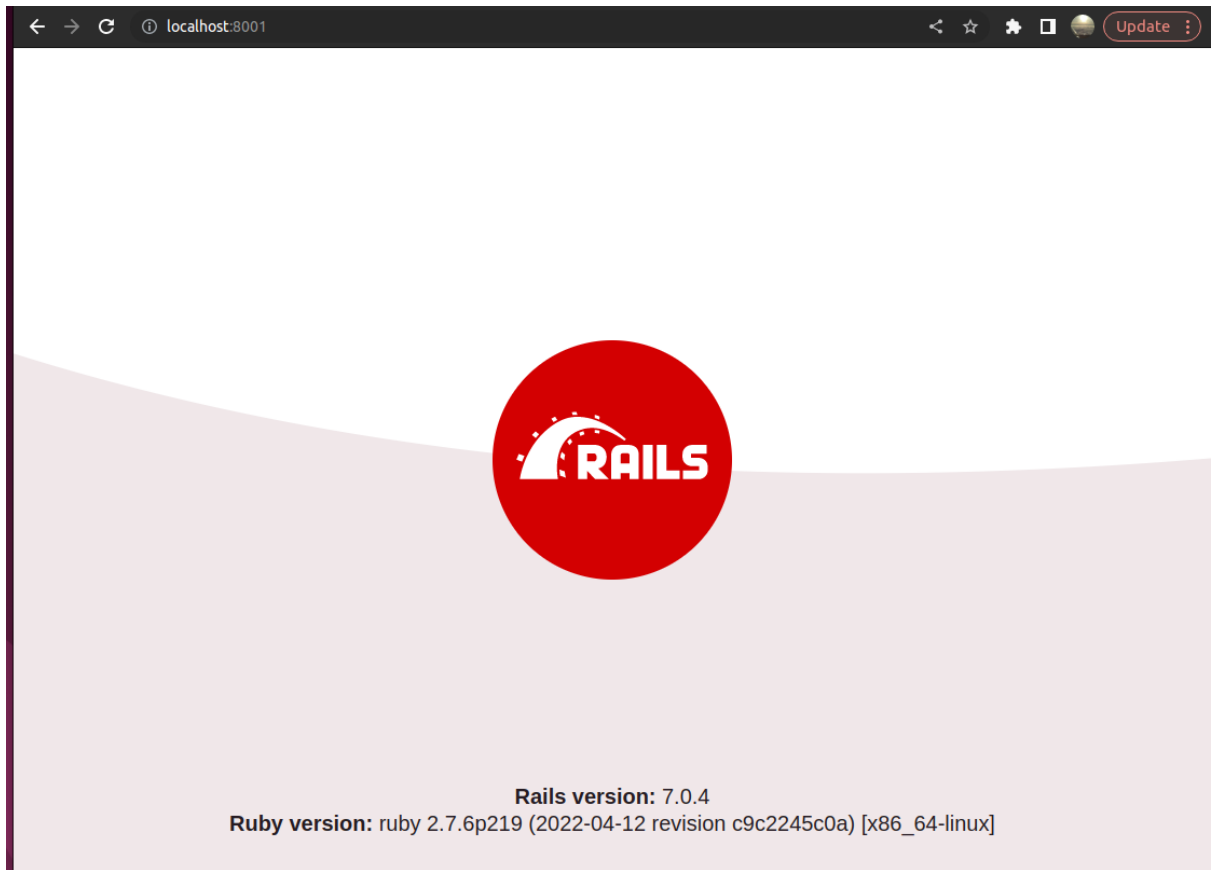 localhost:8001
Update
RAILS
Rails version: 7.0.4
Ruby version: ruby 2.7.6p219 (2022-04-12 revision c9c2245c0a) [x86_64-linux]